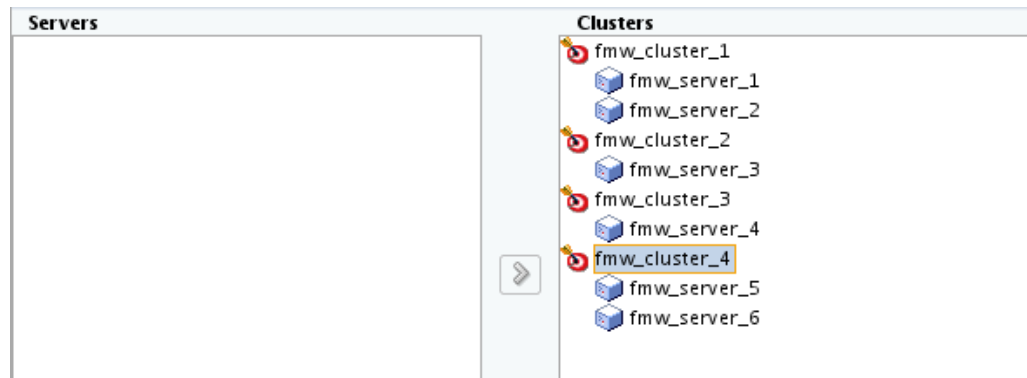 Servers
Clusters
fmw_cluster_1
fmw_server_1
fmw_server_2
fmw_cluster_2
fmw_server_3
fmw_cluster_3
fmw_server_4
fmw_cluster_4
fmw_server_5
fmw_server_6